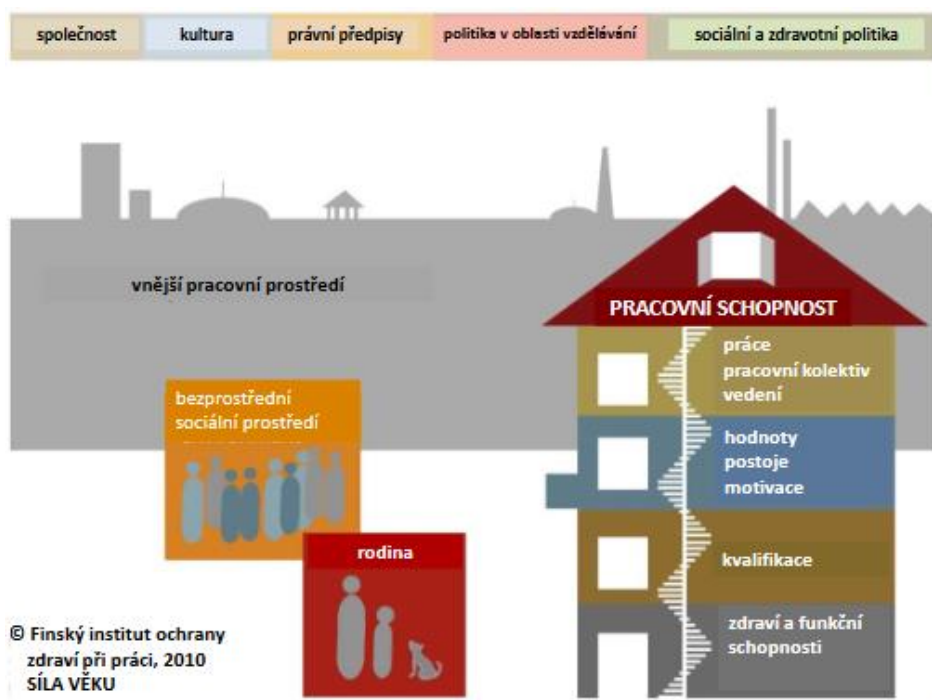 společnost
kultura
právní předpisy
politika v oblasti vzdělávání
sociální a zdravotní politika
vnější pracovní prostředí
PRACOVNÍ SCHOPNOST
práce
pracovní kolektiv
vedení
bezprostřední
sociální prostředí
hodnoty
postoje
motivace
rodina
kvalifikace
zdraví a funkční
schopnosti
© Finský institut ochrany
zdraví při práci, 2010
SÍLA VĚKU